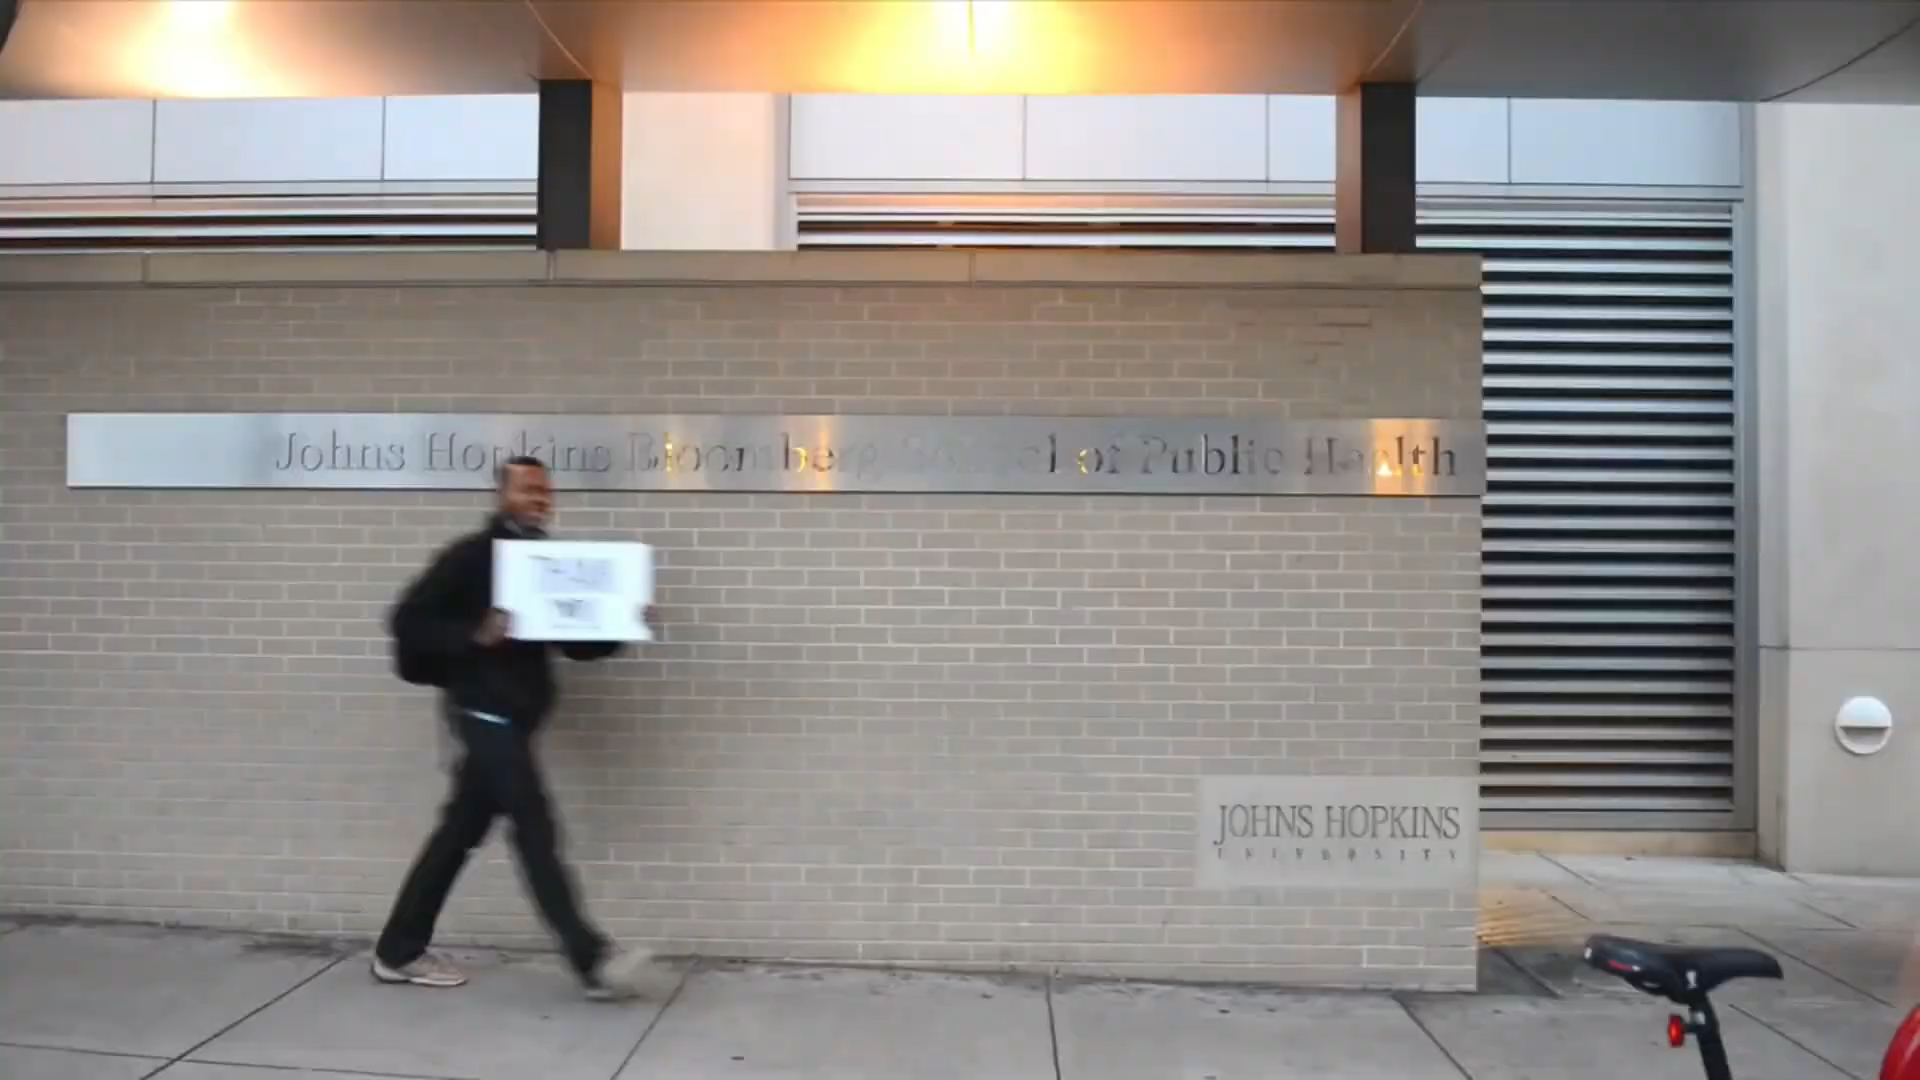 Johns Hopkins Bloomberg School of Public Health
JOHNS HOPKINS
UNIVERSITY